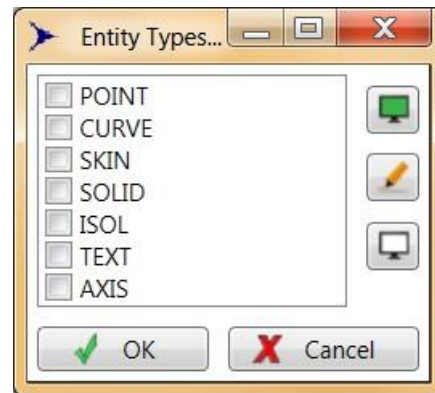 Entity Types...
POINT
CURVE
SKIN
SOLID
ISOL
TEXT
AXIS
OK Cancel